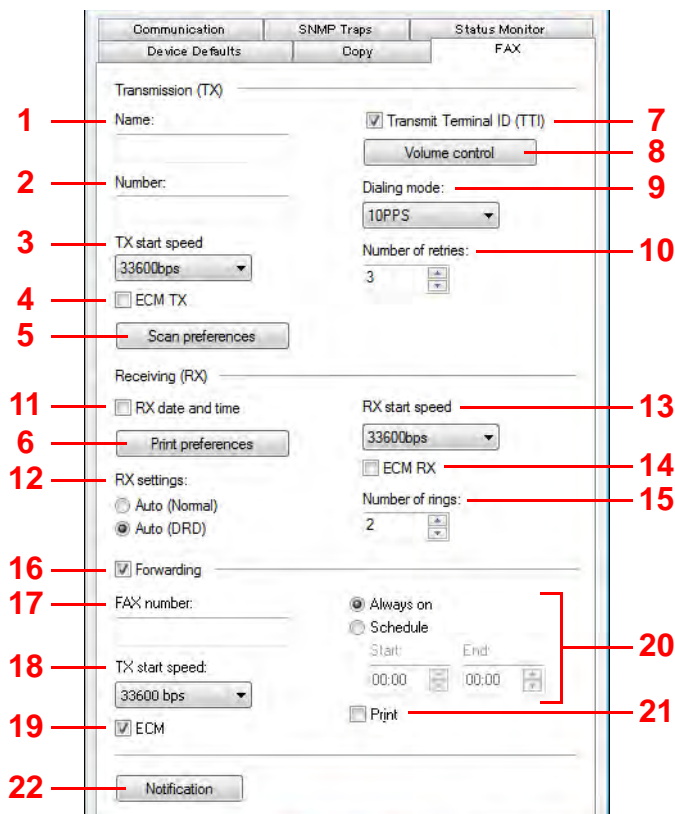 Communication SNMP Traps Status Monitor
Device Defaults Copy FAX
Transmission (TX)
1 Name: Transmit Terminal ID (TTI) 7
Volume control 8
2 Number: Dialing mode: 9
10PPS
3 TX start speed Number of retries: 10
33600bps 3
4 ECM TX
5 Scan preferences
Receiving (RX)
11 RX date and time RX start speed 13
6 Print preferences 33600bps
12 RX settings: ECM RX 14
Auto (Normal) Number of rings: 15
Auto (DRD) 2
16 Forwarding
17 FAX number: Always on
Schedule 20
Start: End:
18 TX start speed: 00:00 00:00
33600 bps Print 21
19 ECM
22 Notification